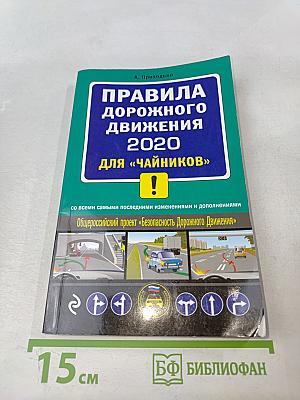 А. Приходько
ПРАВИЛА
ДОРОЖНОГО
ДВИЖЕНИЯ
2020
ДЛЯ «ЧАЙНИКОВ»
!
СО ВСЕМИ САМЫМИ ПОСЛЕДНИМИ ИЗМЕНЕНИЯМИ И ДОПОЛНЕНИЯМИ
Общероссийский проект «Безопасность Дорожного Движения»
15 см
БФ БИБЛИОФАН